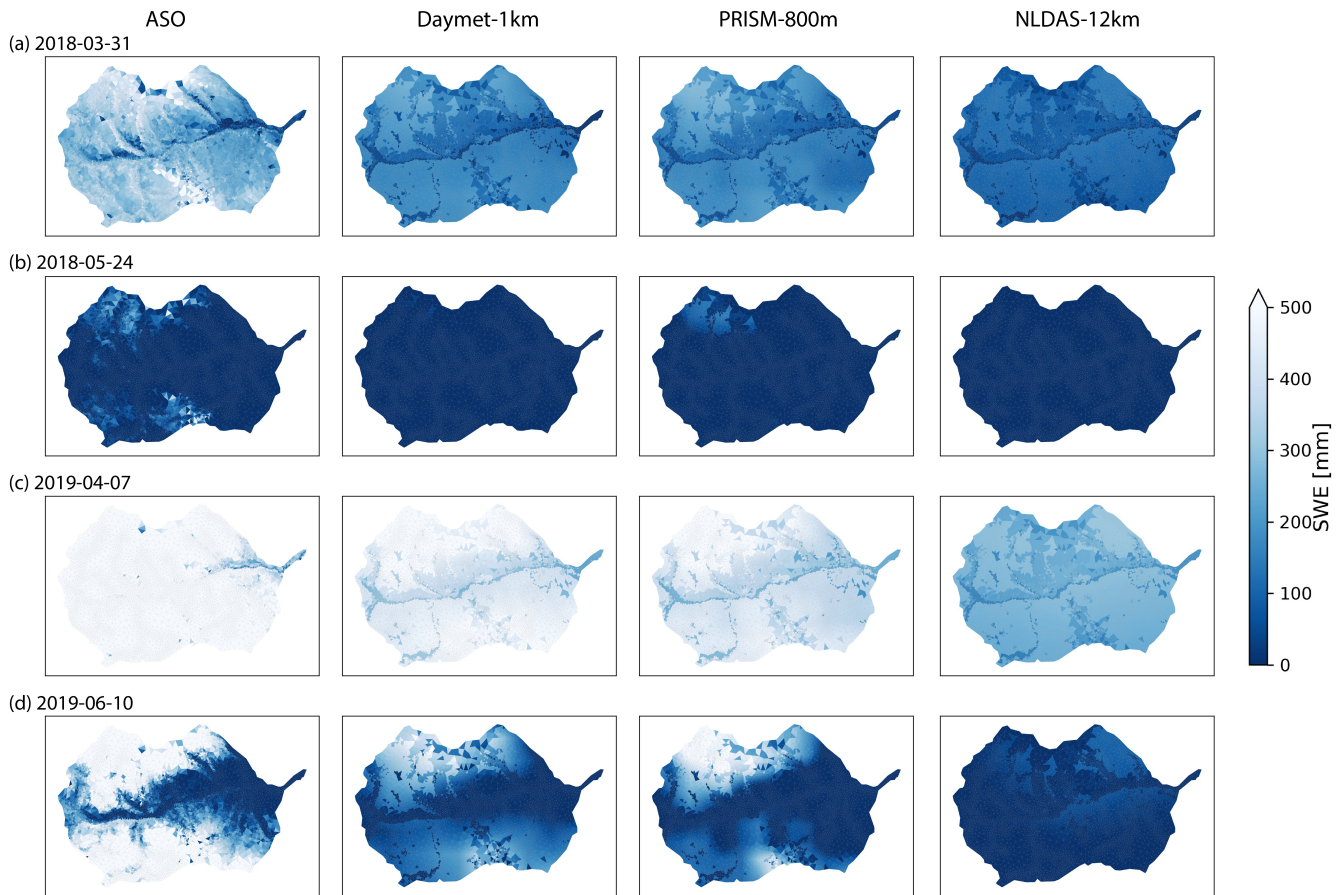 ASO Daymet-1km PRISM-800m NLDAS-12km
(a) 2018-03-31
(b) 2018-05-24
(c) 2019-04-07
(d) 2019-06-10
500
400
300
200
100
0
SWE [mm]